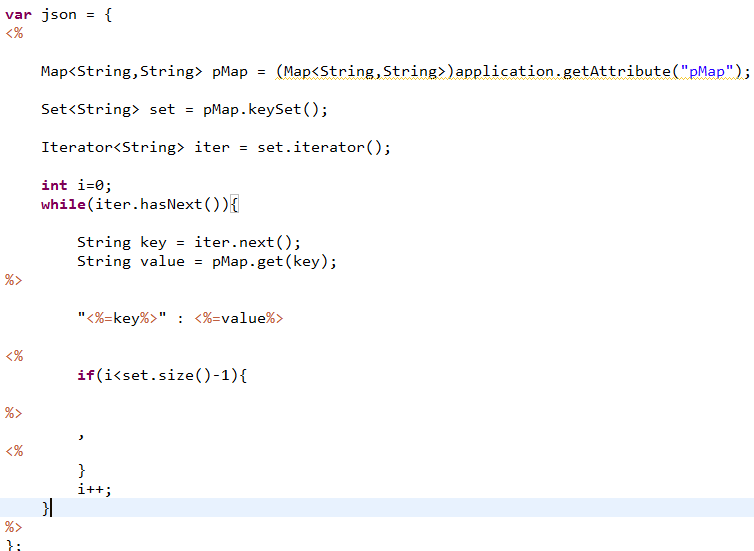 var json = {
<%
Map<String,String> pMap = (Map<String,String>)application.getAttribute("pMap");
Set<String> set = pMap.keySet();
Iterator<String> iter = set.iterator();
int i=0;
while(iter.hasNext()){
String key = iter.next();
String value = pMap.get(key);
%>
"<%=key%>" : <%=value%>
<%
if(i<set.size()-1){
%>
,
<%
}
i++;
}
%>
};